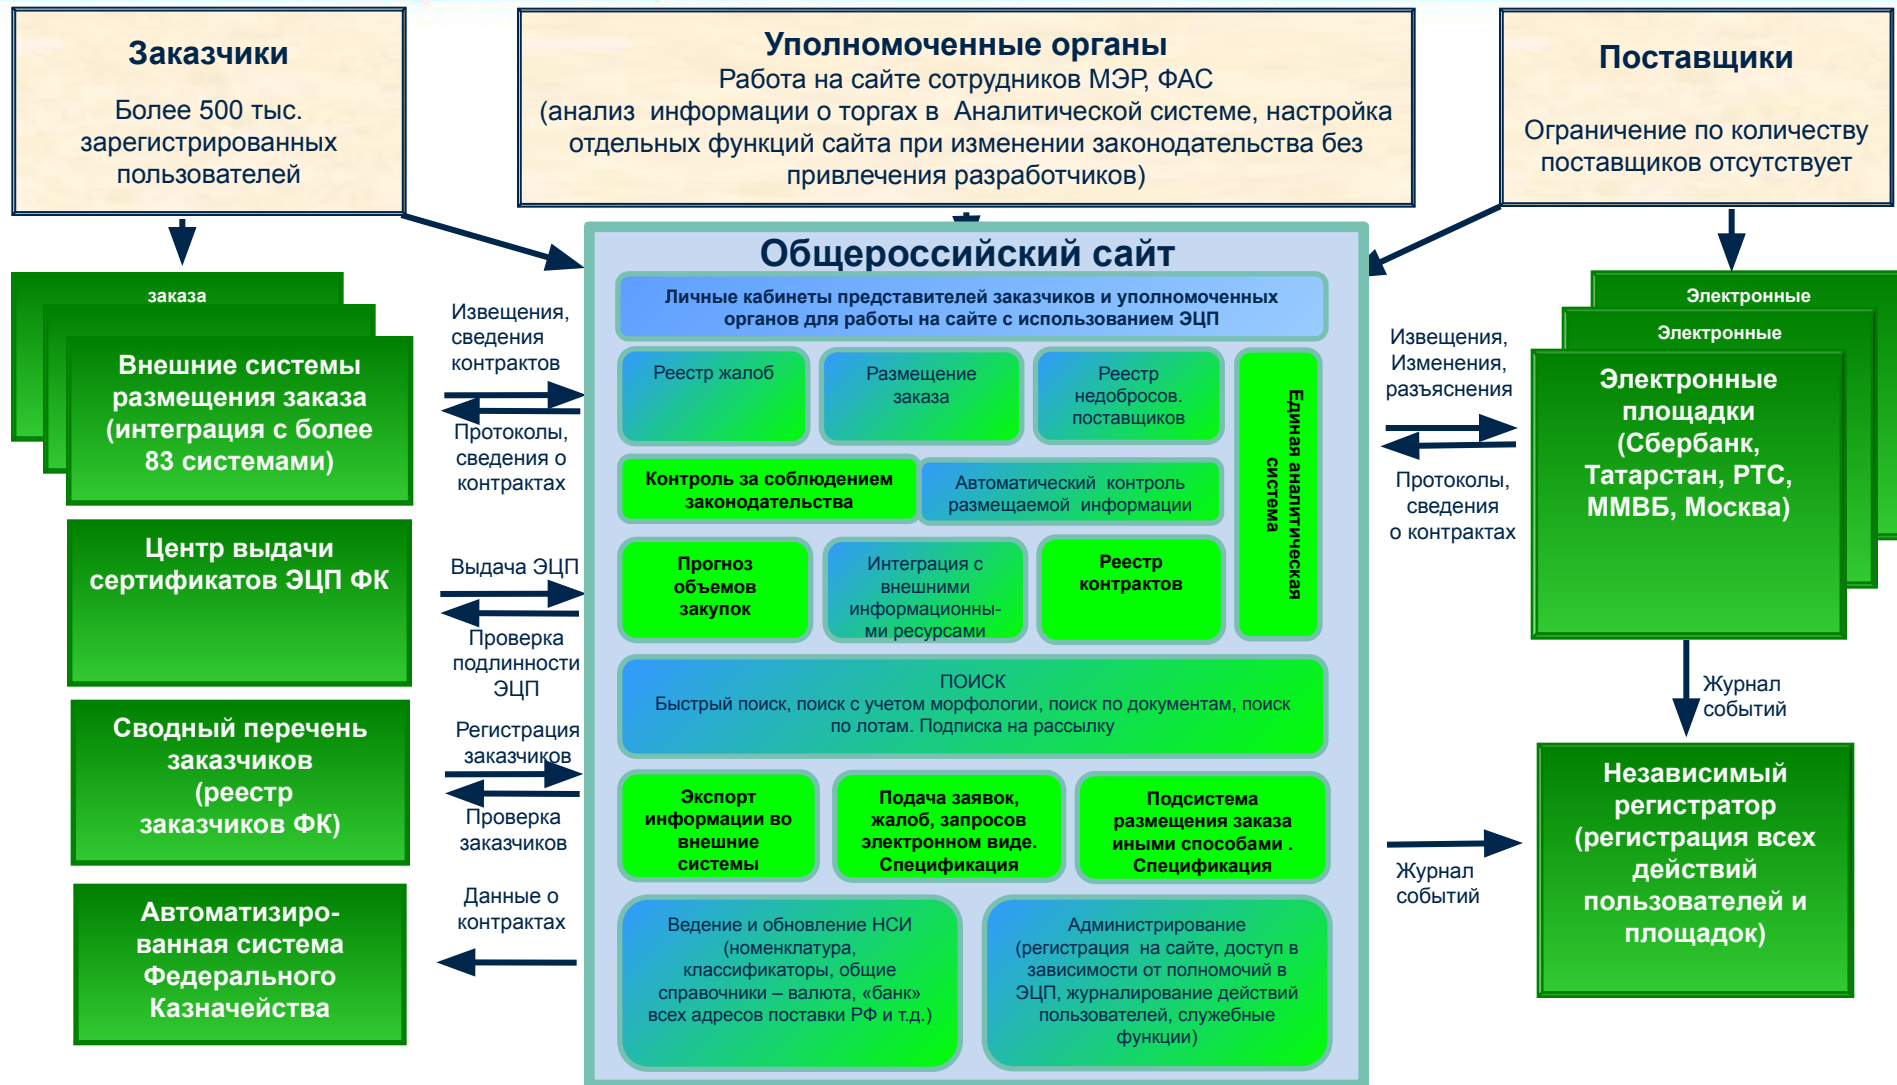 Заказчики
Более 500 тыс.
зарегистрированных
пользователей
Уполномоченные органы
Работа на сайте сотрудников МЭР, ФАС
(анализ информации о торгах в Аналитической системе, настройка
отдельных функций сайта при изменении законодательства без
привлечения разработчиков)
Поставщики
Ограничение по количеству
поставщиков отсутствует
заказа
Внешние системы
размещения заказа
(интеграция с более
83 системами)
Центр выдачи
сертификатов ЭЦП ФК
Сводный перечень
заказчиков
(реестр
заказчиков ФК)
Автоматизиро-
ванная система
Федерального
Казначейства
Извещения,
сведения
контрактов
Протоколы,
сведения о
контрактах
Выдача ЭЦП
Проверка
подлинности
ЭЦП
Регистрация
заказчиков
Проверка
заказчиков
Данные о
контрактах
Общероссийский сайт
Личные кабинеты представителей заказчиков и уполномоченных
органов для работы на сайте с использованием ЭЦП
Реестр жалоб
Размещение
заказа
Реестр
недобросов.
поставщиков
Единая аналитическая
система
Контроль за соблюдением
законодательства
Автоматический контроль
размещаемой информации
Прогноз
объемов
закупок
Интеграция с
внешними
информационны-
ми ресурсами
Реестр
контрактов
ПОИСК
Быстрый поиск, поиск с учетом морфологии, поиск по документам, поиск
по лотам. Подписка на рассылку
Экспорт
информации во
внешние
системы
Подача заявок,
жалоб, запросов
электронном виде.
Спецификация
Подсистема
размещения заказа
иными способами .
Спецификация
Ведение и обновление НСИ
(номенклатура,
классификаторы, общие
справочники – валюта, «банк»
всех адресов поставки РФ и т.д.)
Администрирование
(регистрация на сайте, доступ в
зависимости от полномочий в
ЭЦП, журналирование действий
пользователей, служебные
функции)
Извещения,
Изменения,
разъяснения
Протоколы,
сведения
о контрактах
Электронные
Электронные
Электронные
площадки
(Сбербанк,
Татарстан, РТС,
ММВБ, Москва)
Журнал
событий
Журнал
событий
Независимый
регистратор
(регистрация всех
действий
пользователей и
площадок)